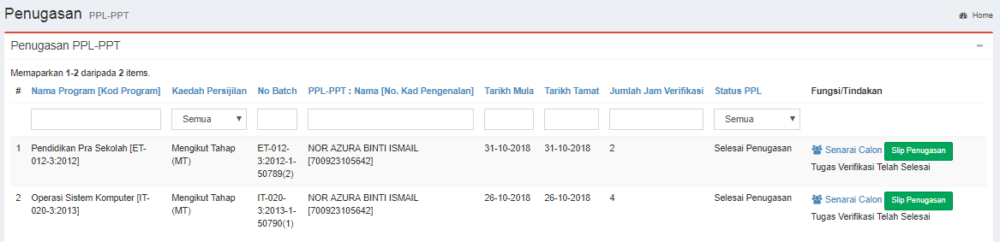 Penugasan PPL-PPT
Home
Penugasan PPL-PPT
Memaparkan 1-2 daripada 2 items.
# Nama Program [Kod Program] Kaedah Persijilan No Batch PPL-PPT : Nama [No. Kad Pengenalan] Tarikh Mula Tarikh Tamat Jumlah Jam Verifikasi Status PPL Fungsi/Tindakan
Semua Semua
1 Pendidikan Pra Sekolah [ET- Mengikut Tahap ET-012- NOR AZURA BINTI ISMAIL 31-10-2018 31-10-2018 2 Selesai Penugasan Senarai Calon Slip Penugasan
012-3:2012] (MT) 3:2012-1- [700923105642] Tugas Verifikasi Telah Selesai
50789(2)
2 Operasi Sistem Komputer [IT- Mengikut Tahap IT-020- NOR AZURA BINTI ISMAIL 26-10-2018 26-10-2018 4 Selesai Penugasan Senarai Calon Slip Penugasan
020-3:2013] (MT) 3:2013-1- [700923105642] Tugas Verifikasi Telah Selesai
50790(1)